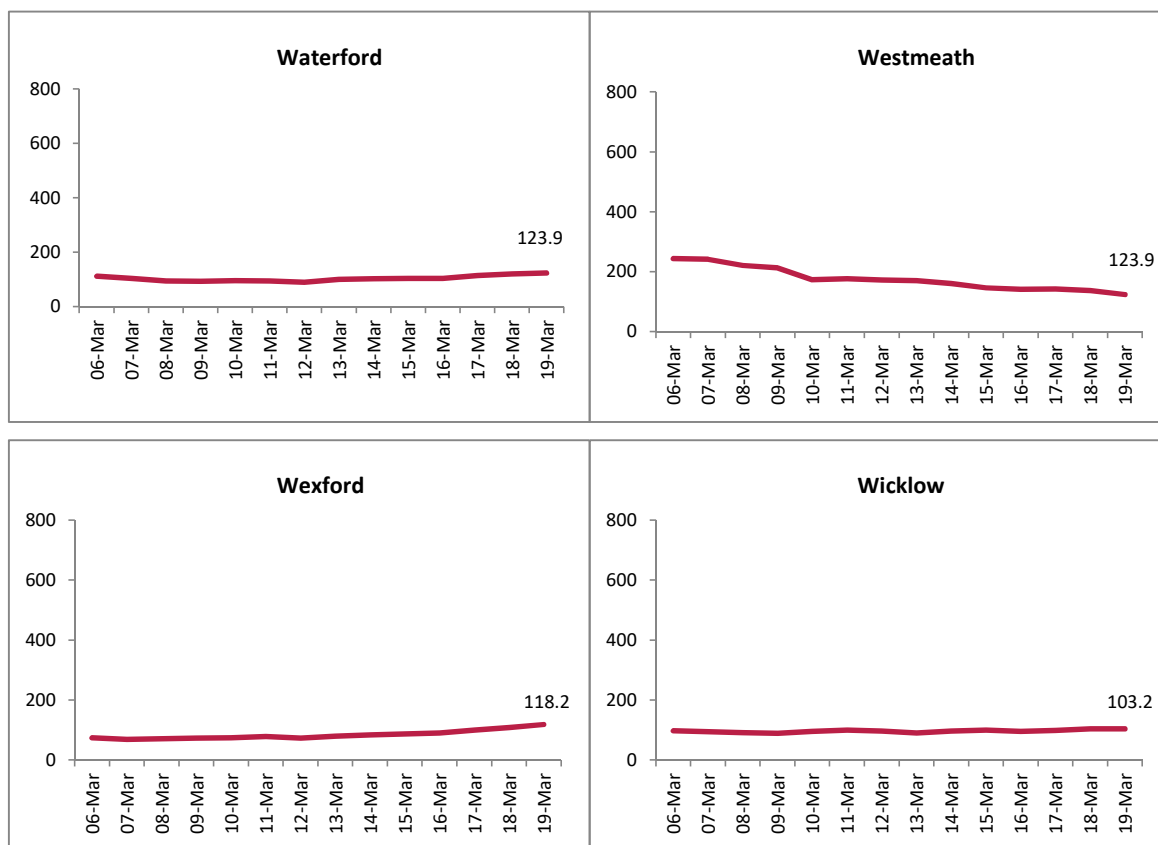 Waterford
800
600
400
200
0
123.9
06-Mar
07-Mar
08-Mar
09-Mar
10-Mar
11-Mar
12-Mar
13-Mar
14-Mar
15-Mar
16-Mar
17-Mar
18-Mar
19-Mar
Westmeath
800
600
400
200
0
123.9
06-Mar
07-Mar
08-Mar
09-Mar
10-Mar
11-Mar
12-Mar
13-Mar
14-Mar
15-Mar
16-Mar
17-Mar
18-Mar
19-Mar
Wexford
800
600
400
200
0
118.2
06-Mar
07-Mar
08-Mar
09-Mar
10-Mar
11-Mar
12-Mar
13-Mar
14-Mar
15-Mar
16-Mar
17-Mar
18-Mar
19-Mar
Wicklow
800
600
400
200
0
103.2
06-Mar
07-Mar
08-Mar
09-Mar
10-Mar
11-Mar
12-Mar
13-Mar
14-Mar
15-Mar
16-Mar
17-Mar
18-Mar
19-Mar